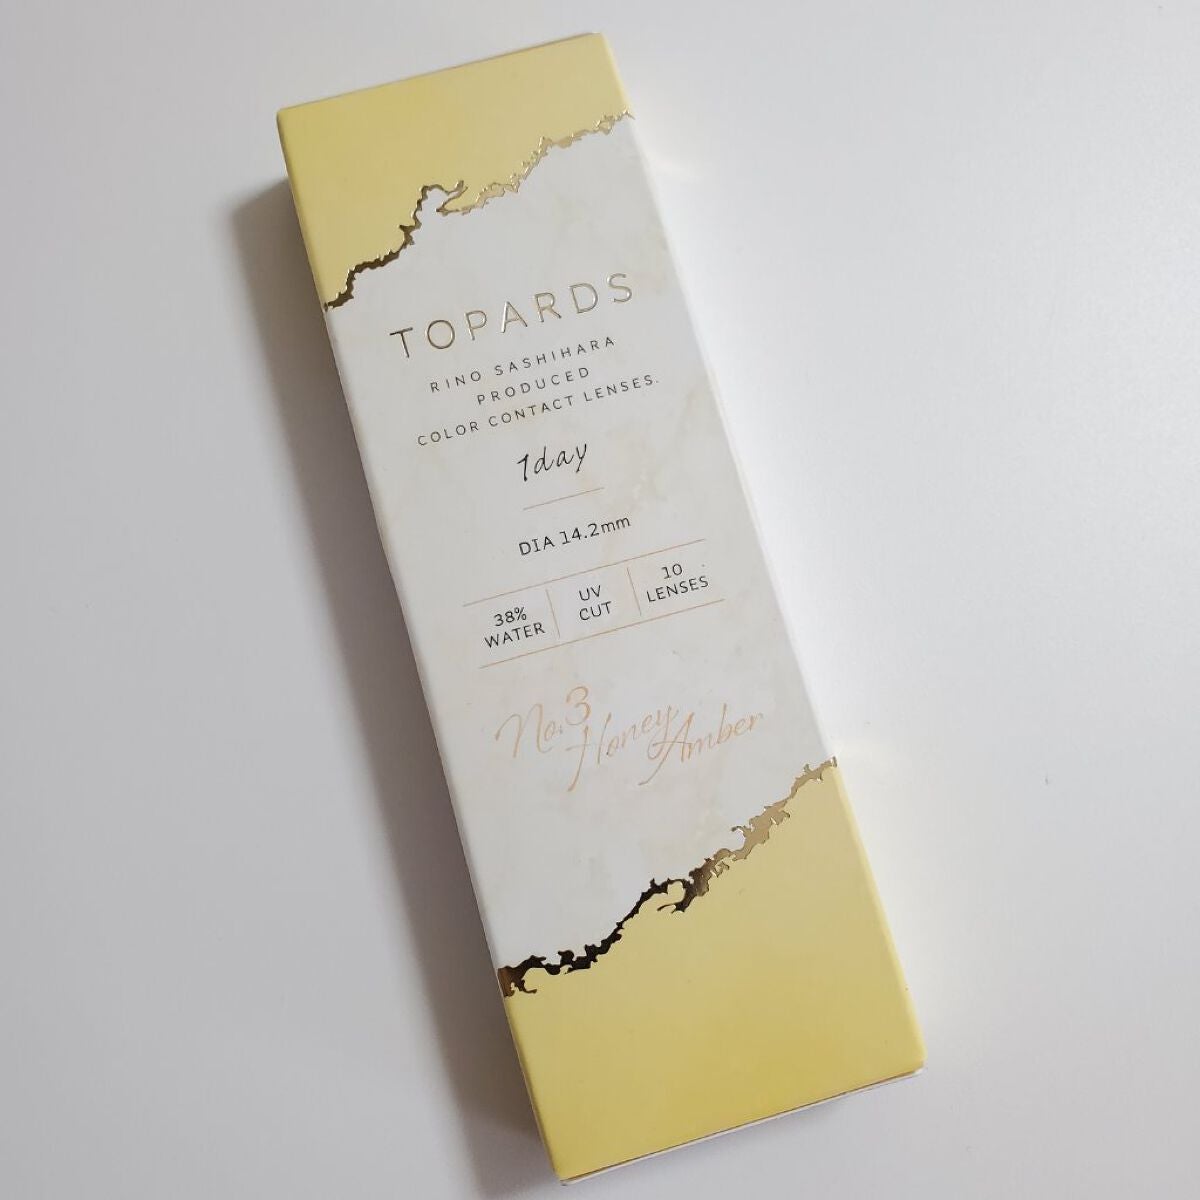 TOPARDS
RINO SASHIHARA
PRODUCED
COLOR CONTACT LENSES.
1day
DIA 14.2mm
38%
WATER
UV
CUT
10
LENSES
No.3
Honey
Amber